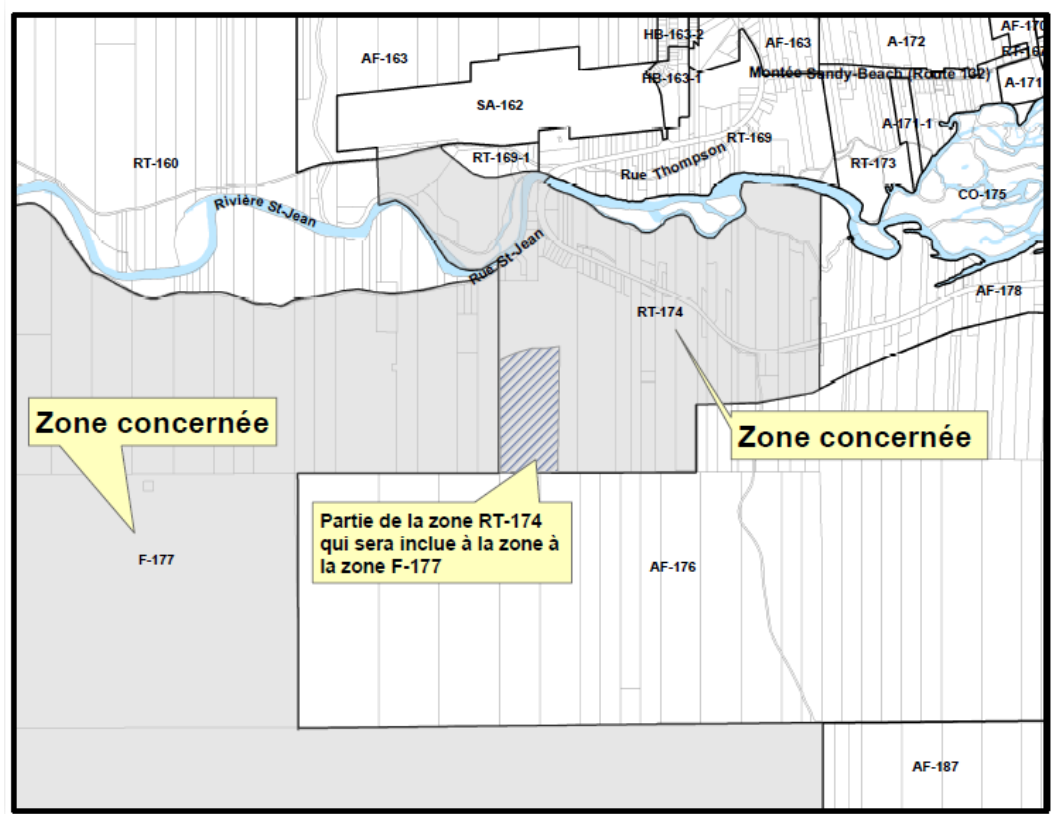 HB-163-2
AF-170
AF-163
AF-163
A-172
RT-167
HB-163-1
Montée Sandy-Beach (Route 132)
A-171
SA-162
A-171-1
RT-169
RT-160
RT-169-1
Rue Thompson
RT-173
CO-175
Rivière St-Jean
Rue St-Jean
AF-178
RT-174
Zone concernée
Zone concernée
Partie de la zone RT-174
qui sera inclue à la zone à
la zone F-177
F-177
AF-176
AF-187